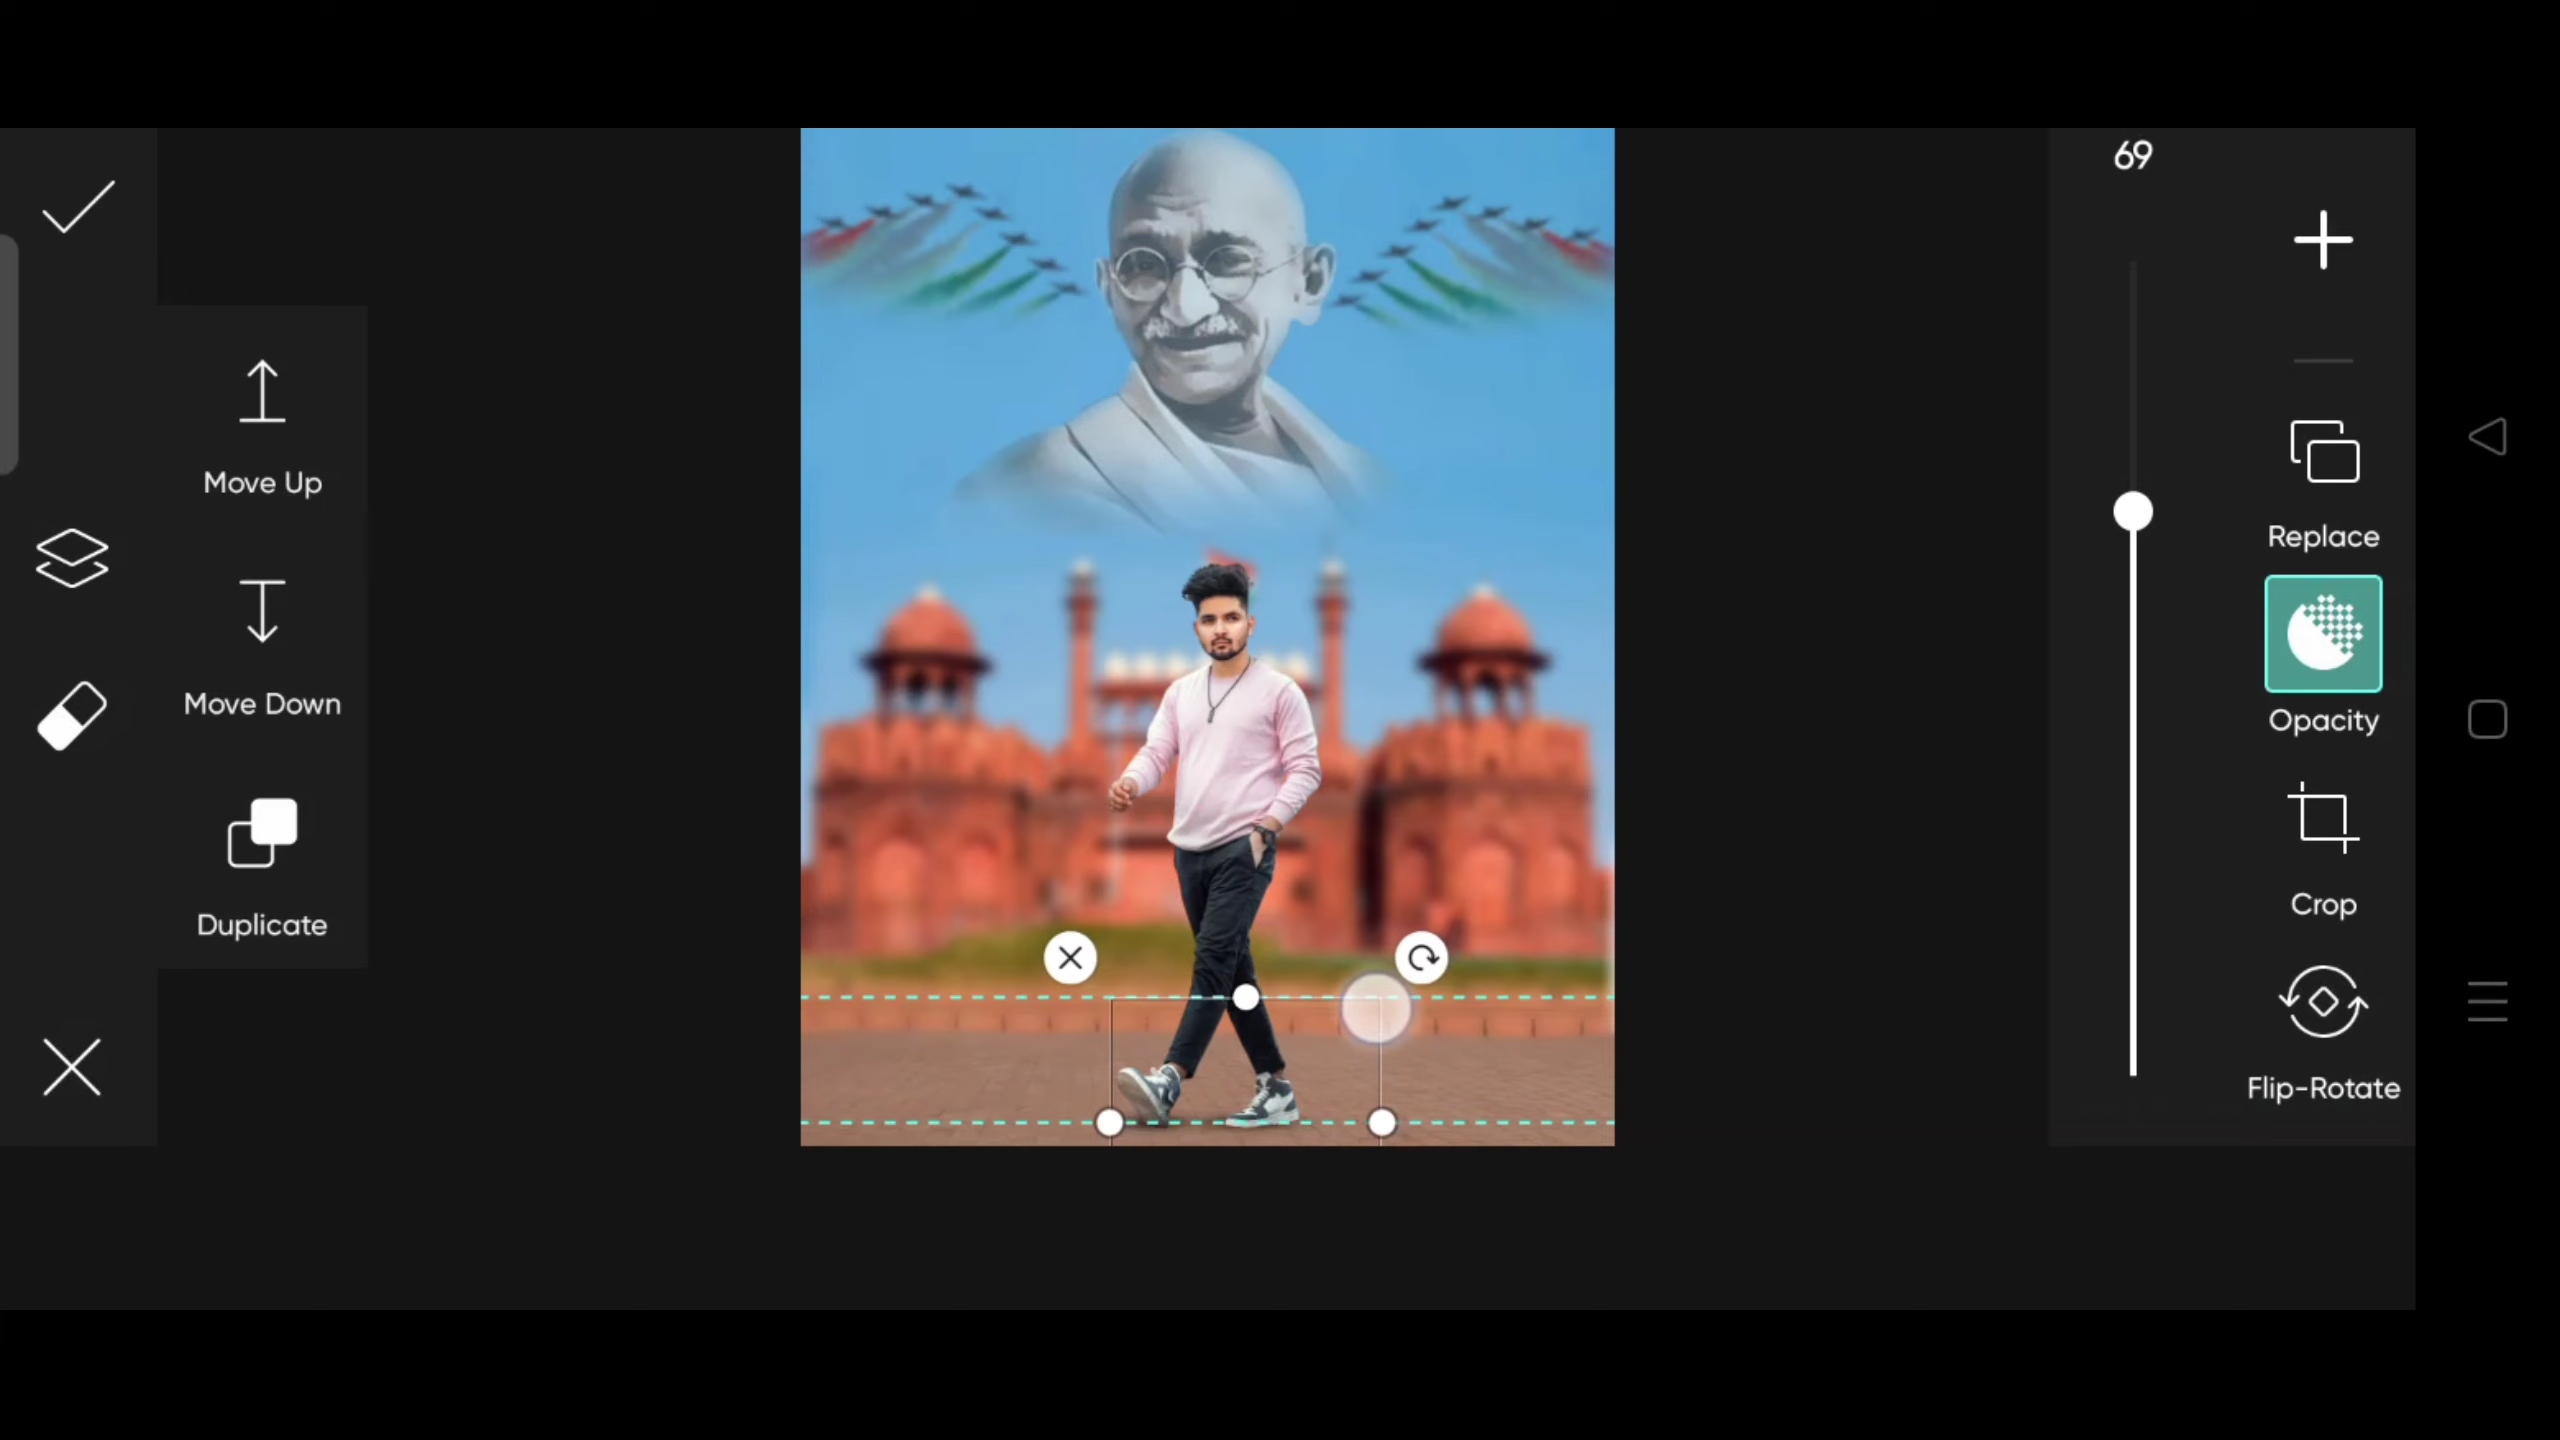 69
Move Up
Replace
Move Down
Opacity
Duplicate
Crop
Flip-Rotate